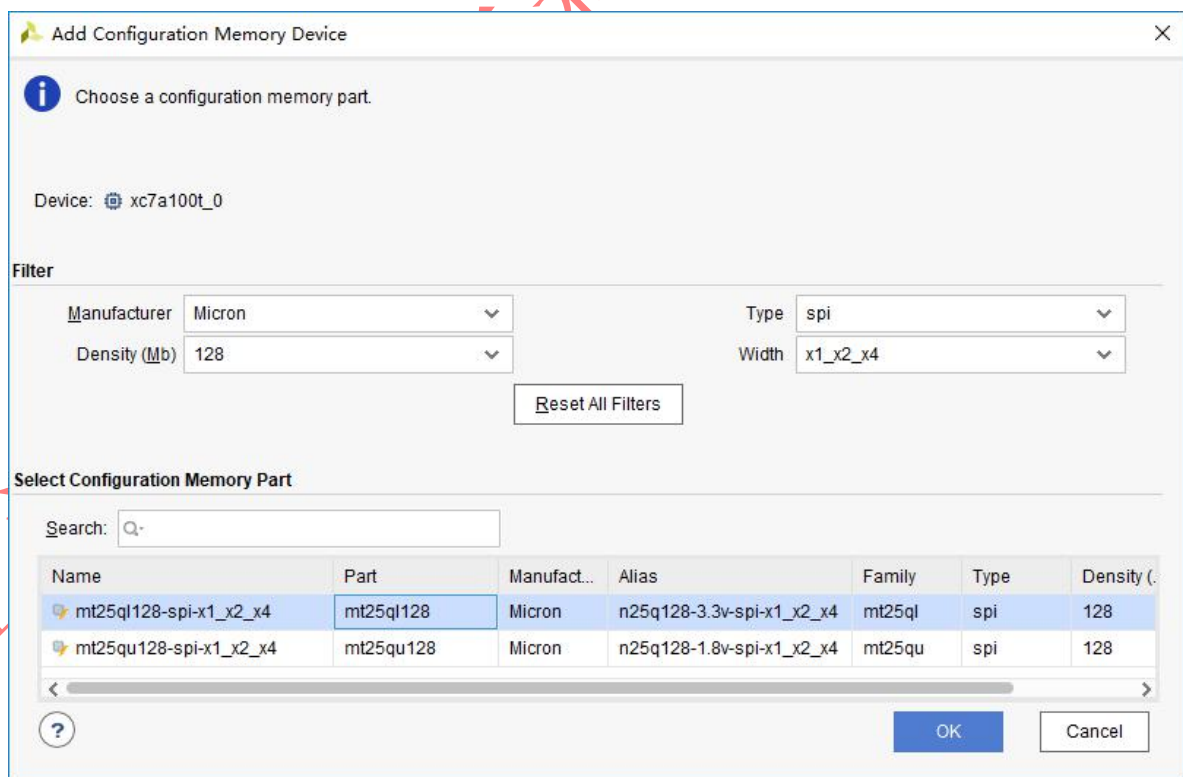 Add Configuration Memory Device
Choose a configuration memory part.
Device: xc7a100t_0
Filter
Manufacturer Micron Type spi
Density (Mb) 128 Width x1_x2_x4
Reset All Filters
Select Configuration Memory Part
Search:
Name Part Manufact... Alias Family Type Density (.
mt25ql128-spi-x1_x2_x4 mt25ql128 Micron n25q128-3.3v-spi-x1_x2_x4 mt25ql spi 128
mt25qu128-spi-x1_x2_x4 mt25qu128 Micron n25q128-1.8v-spi-x1_x2_x4 mt25qu spi 128
? OK Cancel